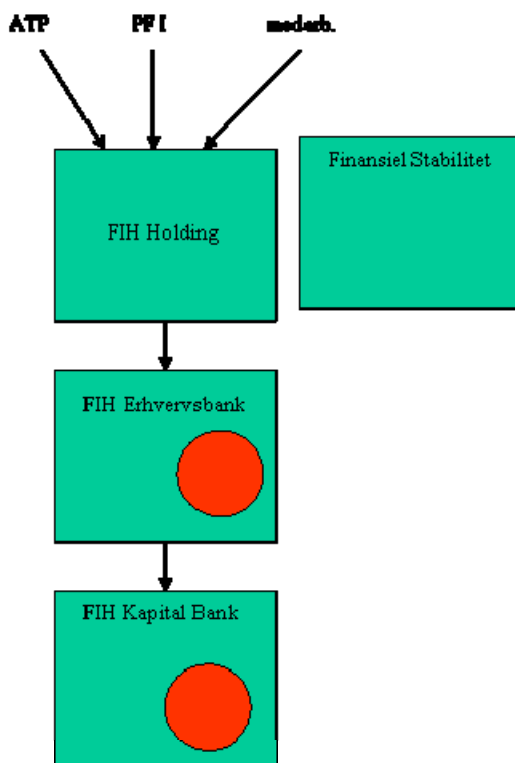 ATP
PFI
medarb.
Finansiel Stabilitet
FIH Holding
FIH Erhvervsbank
FIH Kapital Bank